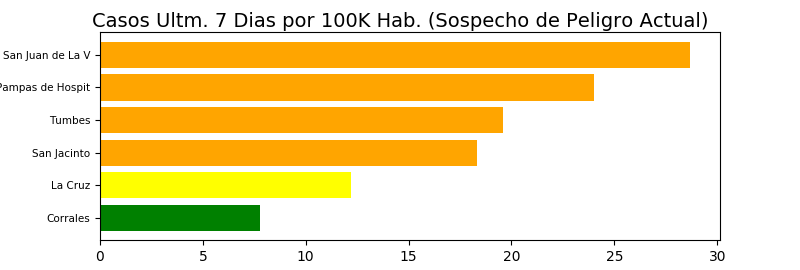 Casos Ultm. 7 Dias por 100K Hab. (Sospecho de Peligro Actual)
San Juan de La V
Pampas de Hospit
Tumbes
San Jacinto
La Cruz
Corrales
0 5 10 15 20 25 30